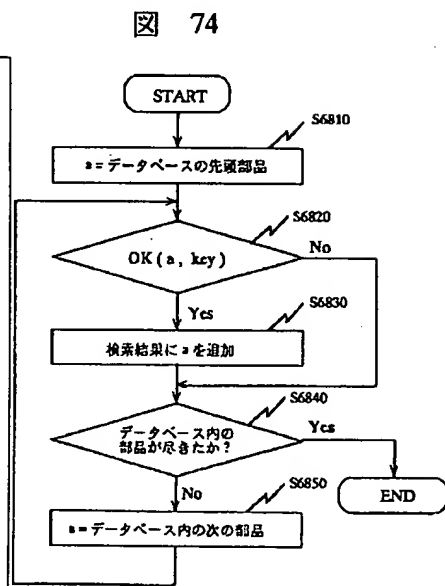 図 74
START
S6810
a=データベースの先頭部品
S6820
OK(a, key)
No
Yes
S6830
検索結果にaを追加
S6840
データベース内の
部品が尽きたか?
Yes
No
END
S6850
a=データベース内の次の部品